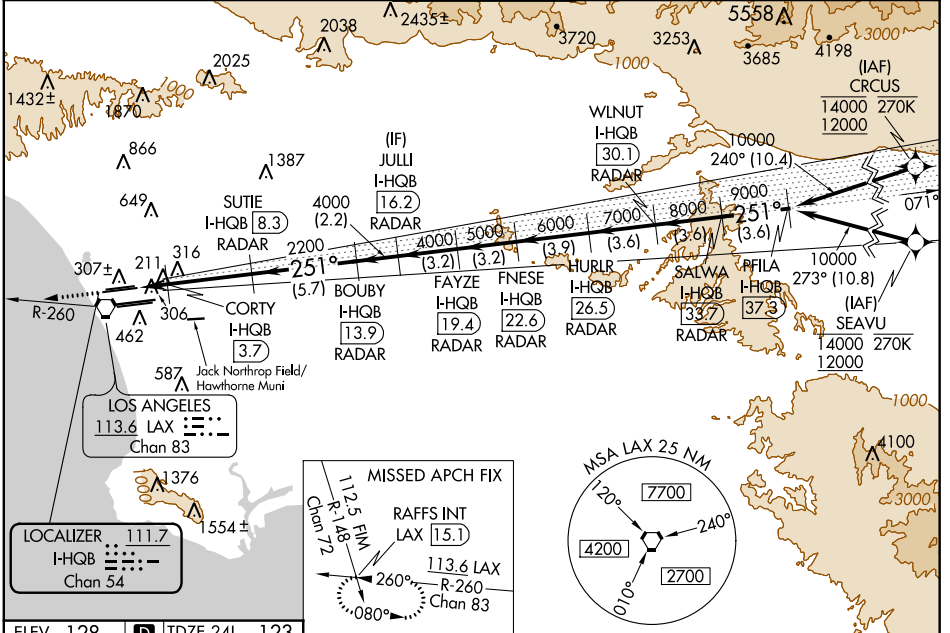 2038
2435±
5558
3720
3253
3685
4198
3000
1000
1432±
1870
2025
(IAF)
CRCUS
14000 270K
12000
WLNUT
I-HQB
30.1
RADAR
10000
240° (10.4)
071°
866
1387
649
(IF)
JULLI
I-HQB
16.2
RADAR
4000
(2.2)
SUTIE
I-HQB 8.3
RADAR
2200
251°
(5.7)
4000
(3.2)
5000
(3.2)
6000
(3.9)
7000
(3.6)
8000
(3.6)
9000
251°
(3.6)
10000
273° (10.8)
307±
211
316
306
462
R-260
CORTY
I-HQB
3.7
BOUBY
I-HQB
13.9
RADAR
FAYZE
I-HQB
19.4
RADAR
FNESE
I-HQB
22.6
RADAR
HURLR
I-HQB
26.5
RADAR
SALWA
I-HQB
33.7
RADAR
PFILA
I-HQB
37.3
(IAF)
SEAVU
14000 270K
12000
Jack Northrop Field/
Hawthorne Muni
587
LOS ANGELES
113.6 LAX
Chan 83
1000
1376
1554±
LOCALIZER 111.7
I-HQB
Chan 54
MISSED APCH FIX
112.5 FIM
R-148
Chan 72
RAFFS INT
LAX 15.1
113.6 LAX
R-260
Chan 83
260°
080°
MSA LAX 25 NM
120°
7700
240°
4200
2700
010°
1000
4100
3000
ELEV 128 D TDZE 24L 123